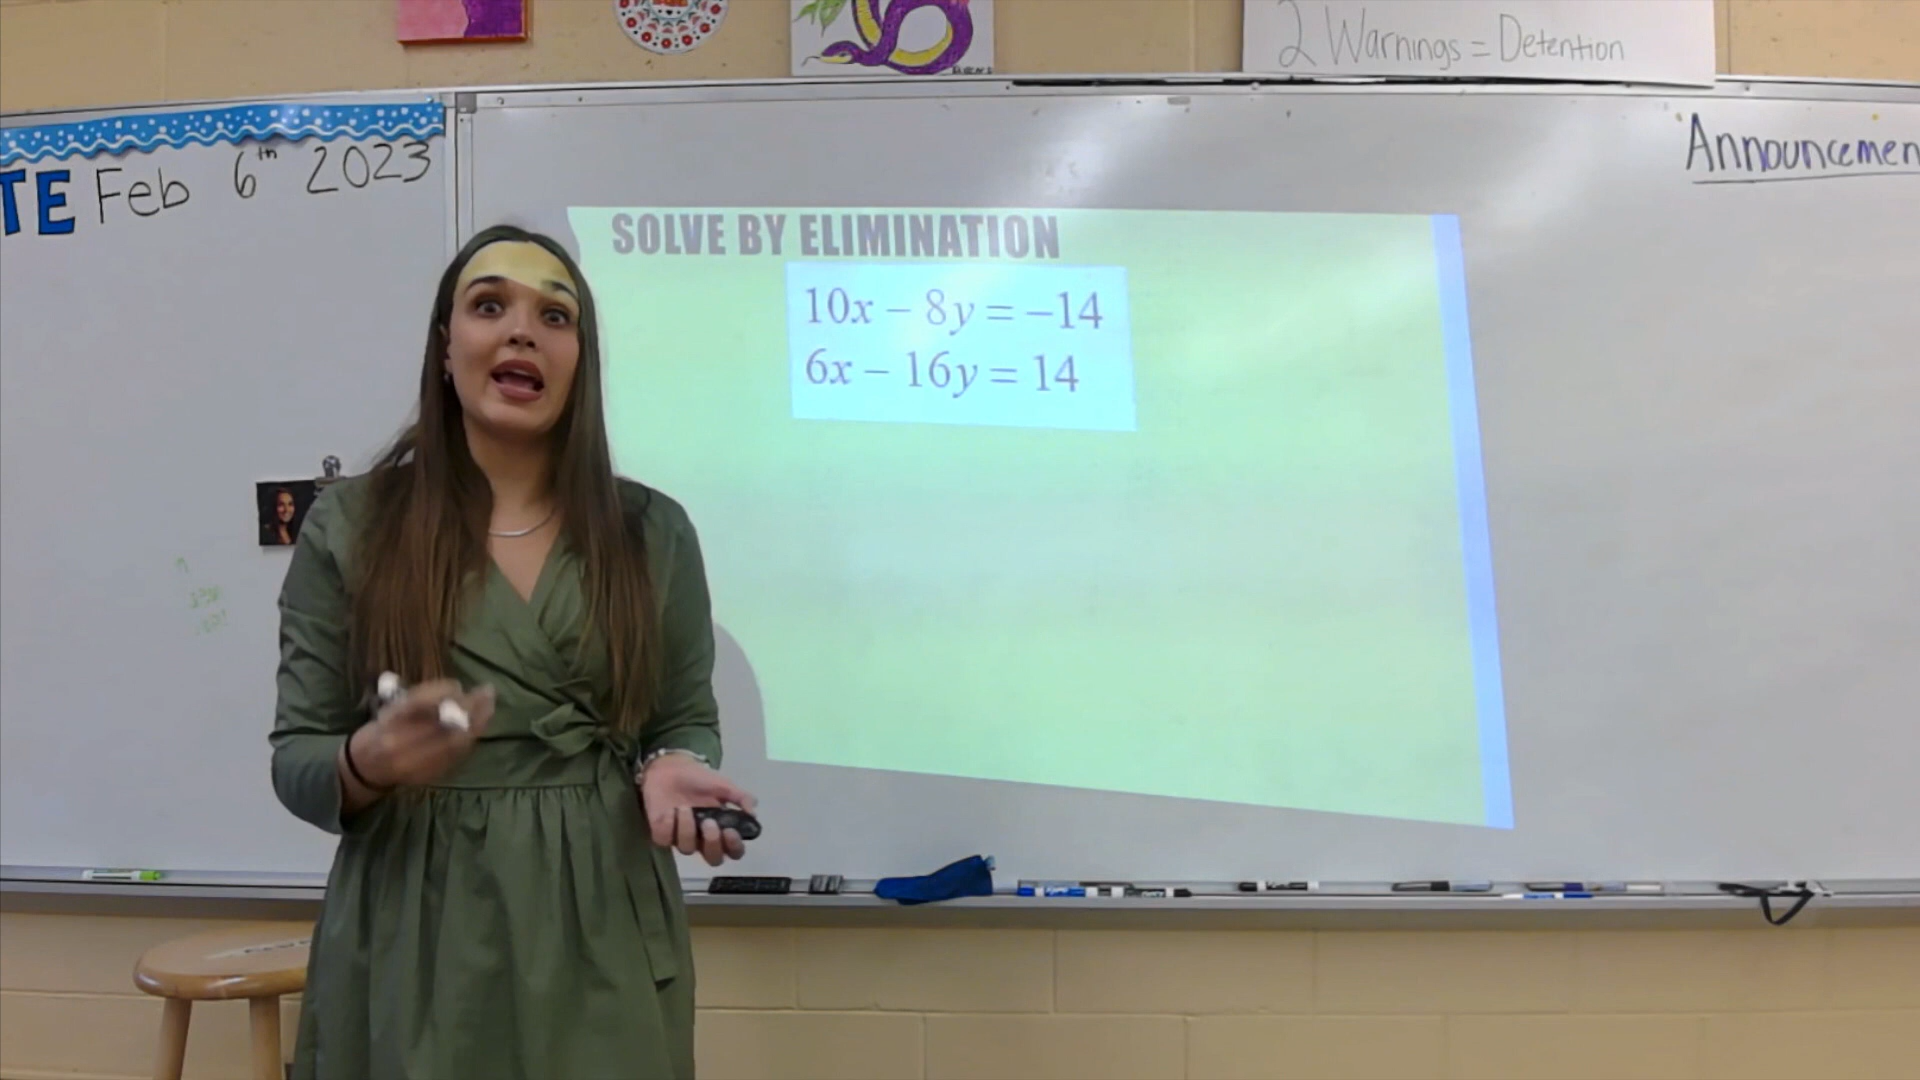 2 Warnings = Detention
TE Feb 6th 2023
Announcemen
SOLVE BY ELIMINATION
10x – 8y = –14
6x – 16y = 14